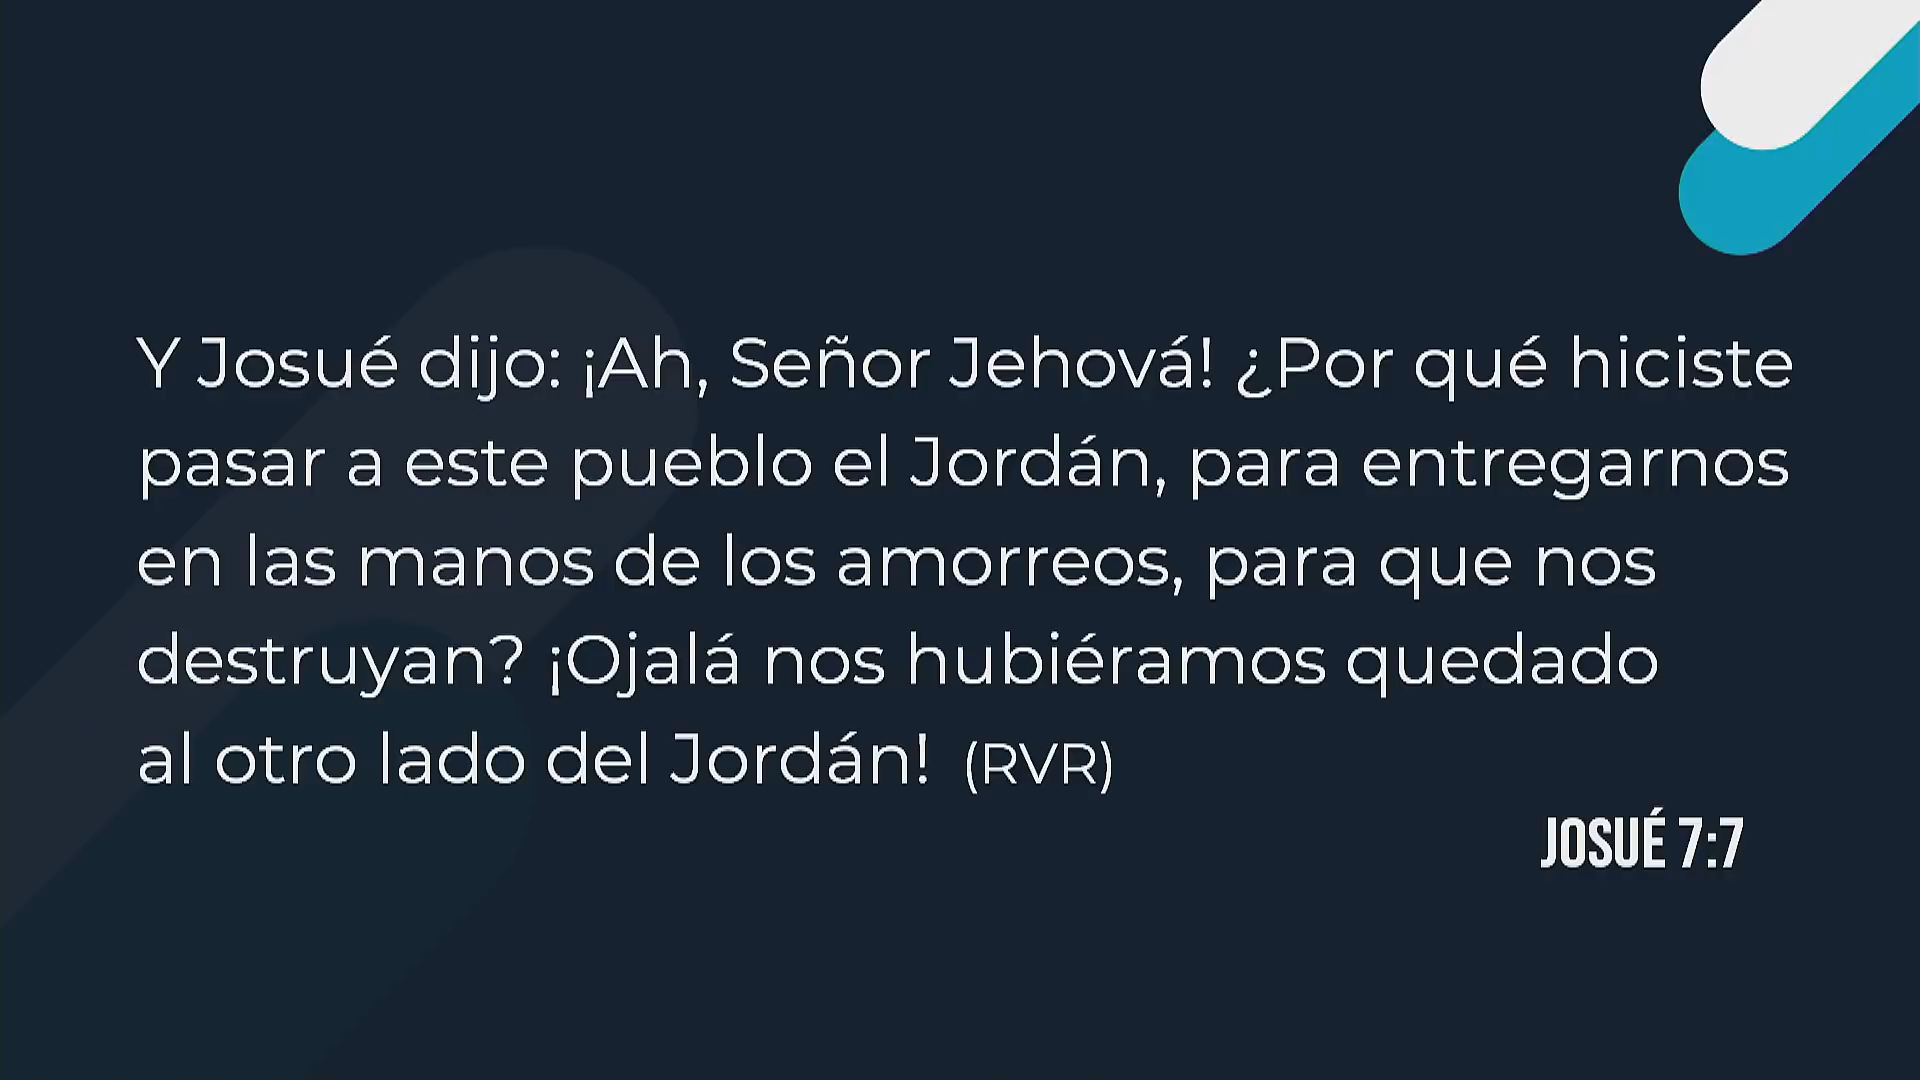 Y Josué dijo: ¡Ah, Señor Jehová! ¿Por qué hiciste
pasar a este pueblo el Jordán, para entregarnos
en las manos de los amorreos, para que nos
destruyan? ¡Ojalá nos hubiéramos quedado
al otro lado del Jordán! (RVR)
JOSUÉ 7:7